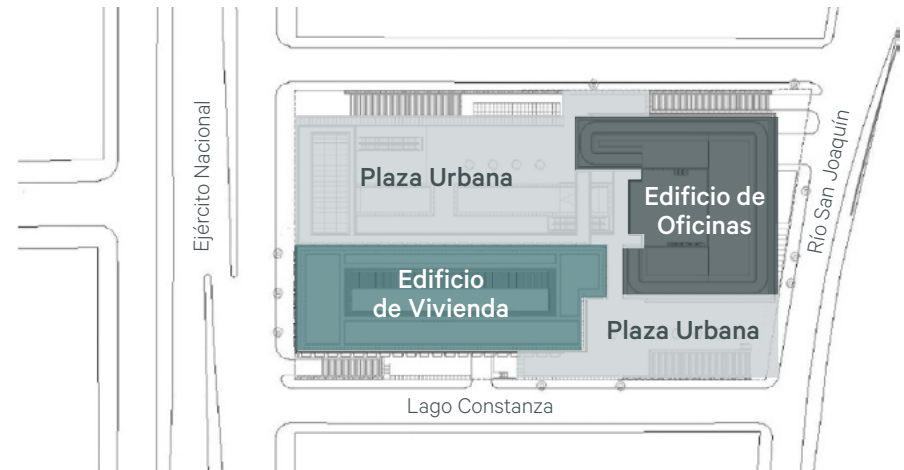 Ejército Nacional
Plaza Urbana
Edificio de
Oficinas
Río San Joaquín
Edificio
de Vivienda
Plaza Urbana
Lago Constanza